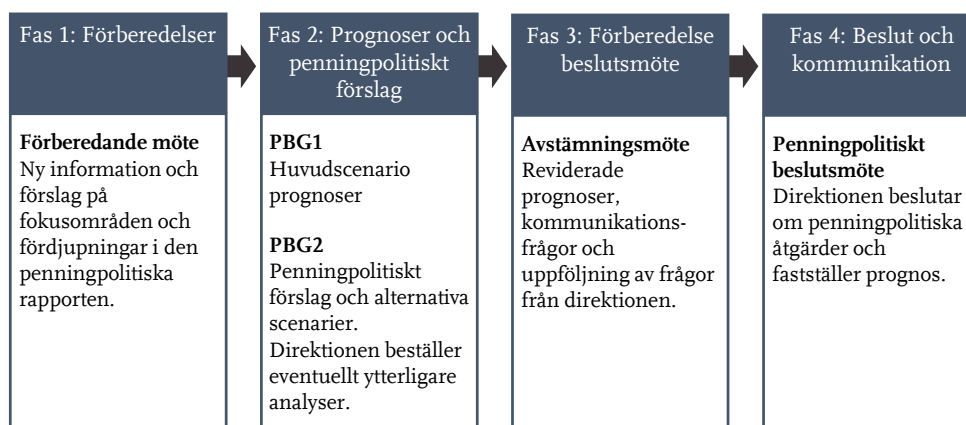 Fas 1: Förberedelser
Förberedande möte
Ny information och
förslag på
fokusområden och
fördjupningar i den
penningpolitiska
rapporten.
Fas 2: Prognoser och
penningpolitiskt
förslag
PBG1
Huvudscenario
prognoser
PBG2
Penningpolitiskt
förslag och alternativa
scenarier.
Direktionen beställer
eventuellt ytterligare
analyser.
Fas 3: Förberedelse
beslutsmöte
Avstämningsmöte
Reviderade
prognoser,
kommunikations-
frågor och
uppföljning av frågor
från direktionen.
Fas 4: Beslut och
kommunikation
Penningpolitiskt
beslutsmöte
Direktionen beslutar
om penningpolitiska
åtgärder och
fastställer prognos.